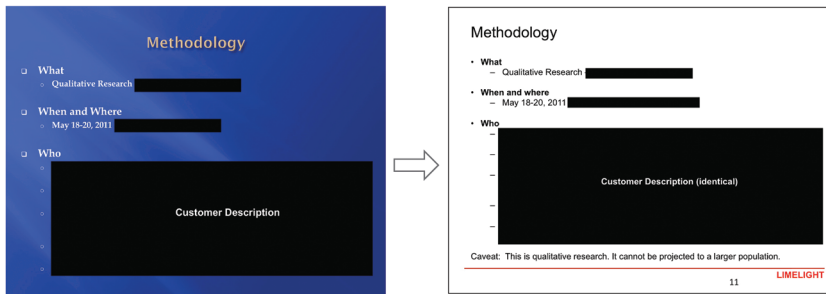 Methodology
What
Qualitative Research
When and Where
May 18-20, 2011
Who
Customer Description
Methodology
What
Qualitative Research
When and where
May 18-20, 2011
Who
Customer Description (identical)
Caveat: This is qualitative research. It cannot be projected to a larger population.
11
LIMELIGHT